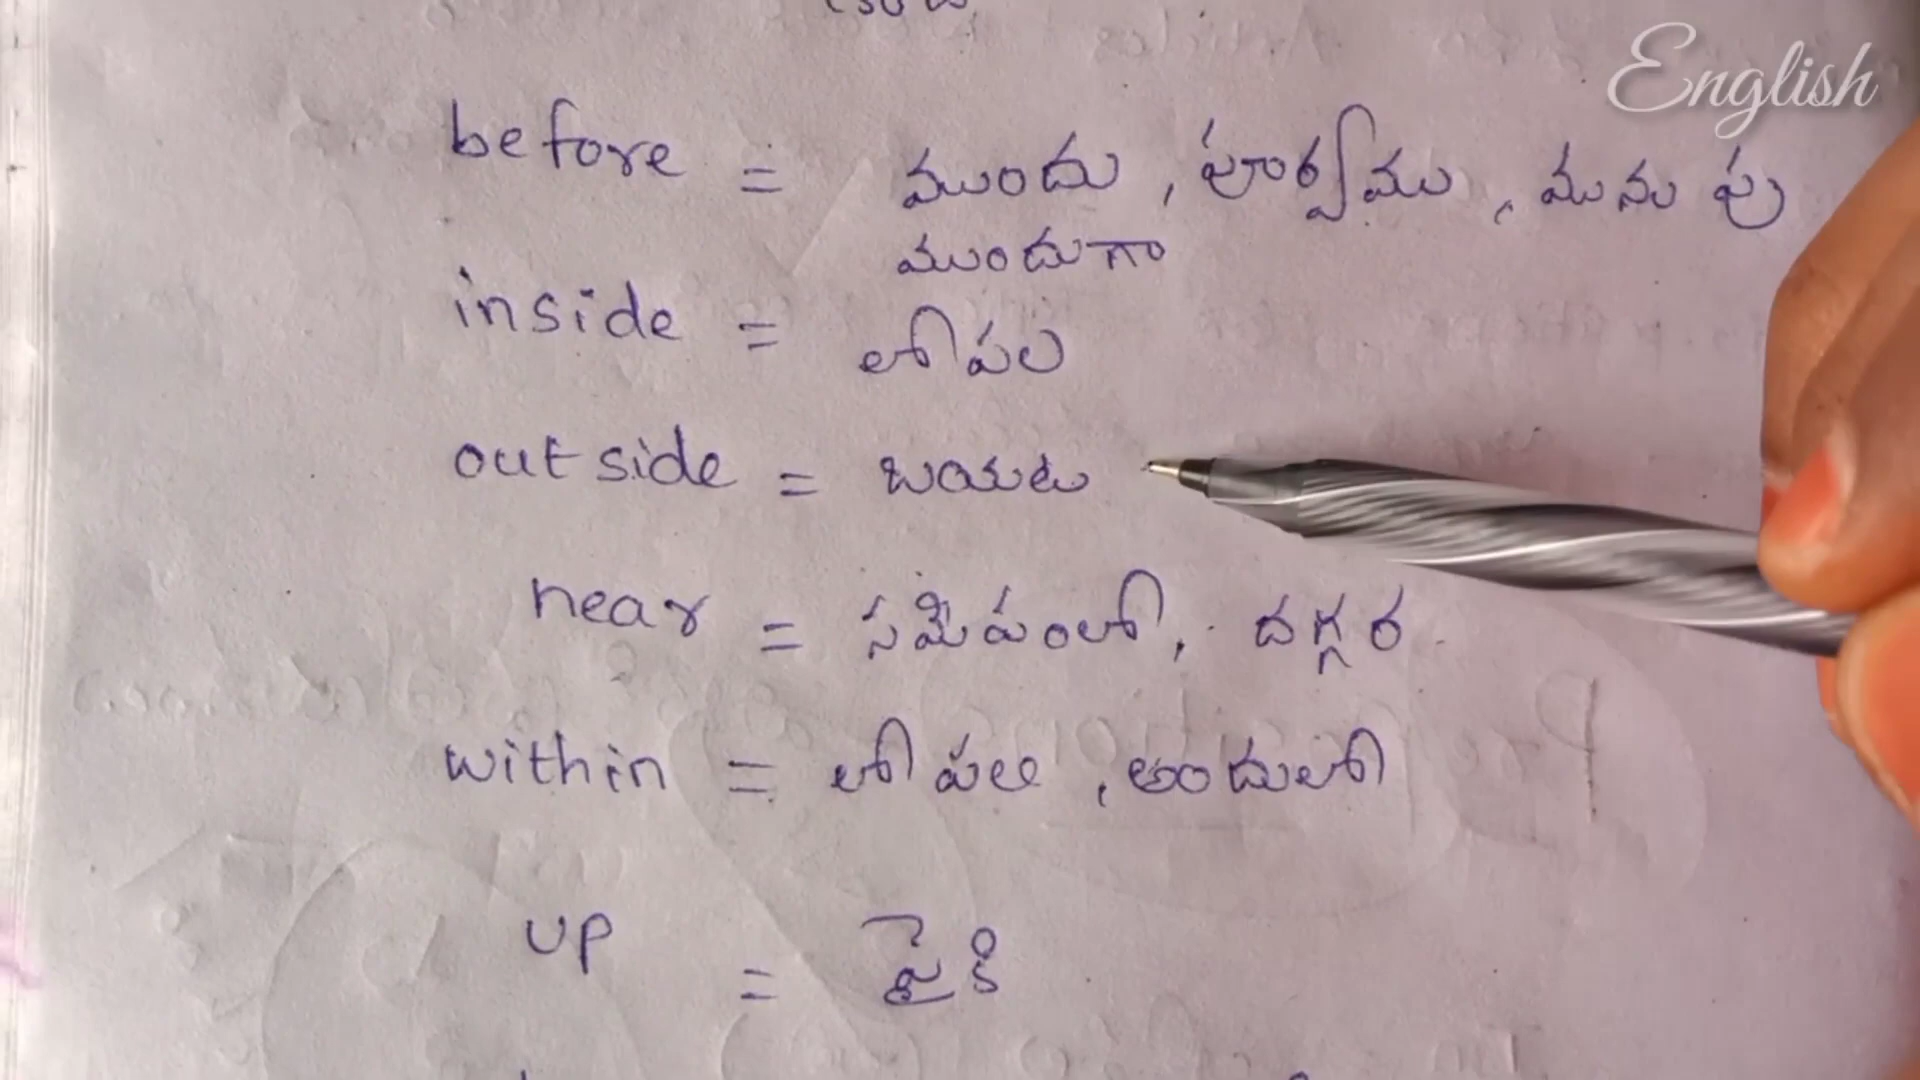 English
before = ముందు, పూర్వము, మునుపు
ముందుగా
inside = లోపల
outside = బయట
near = సమీపంలో, దగ్గర
within = లోపల, అందులో
up = పైకి